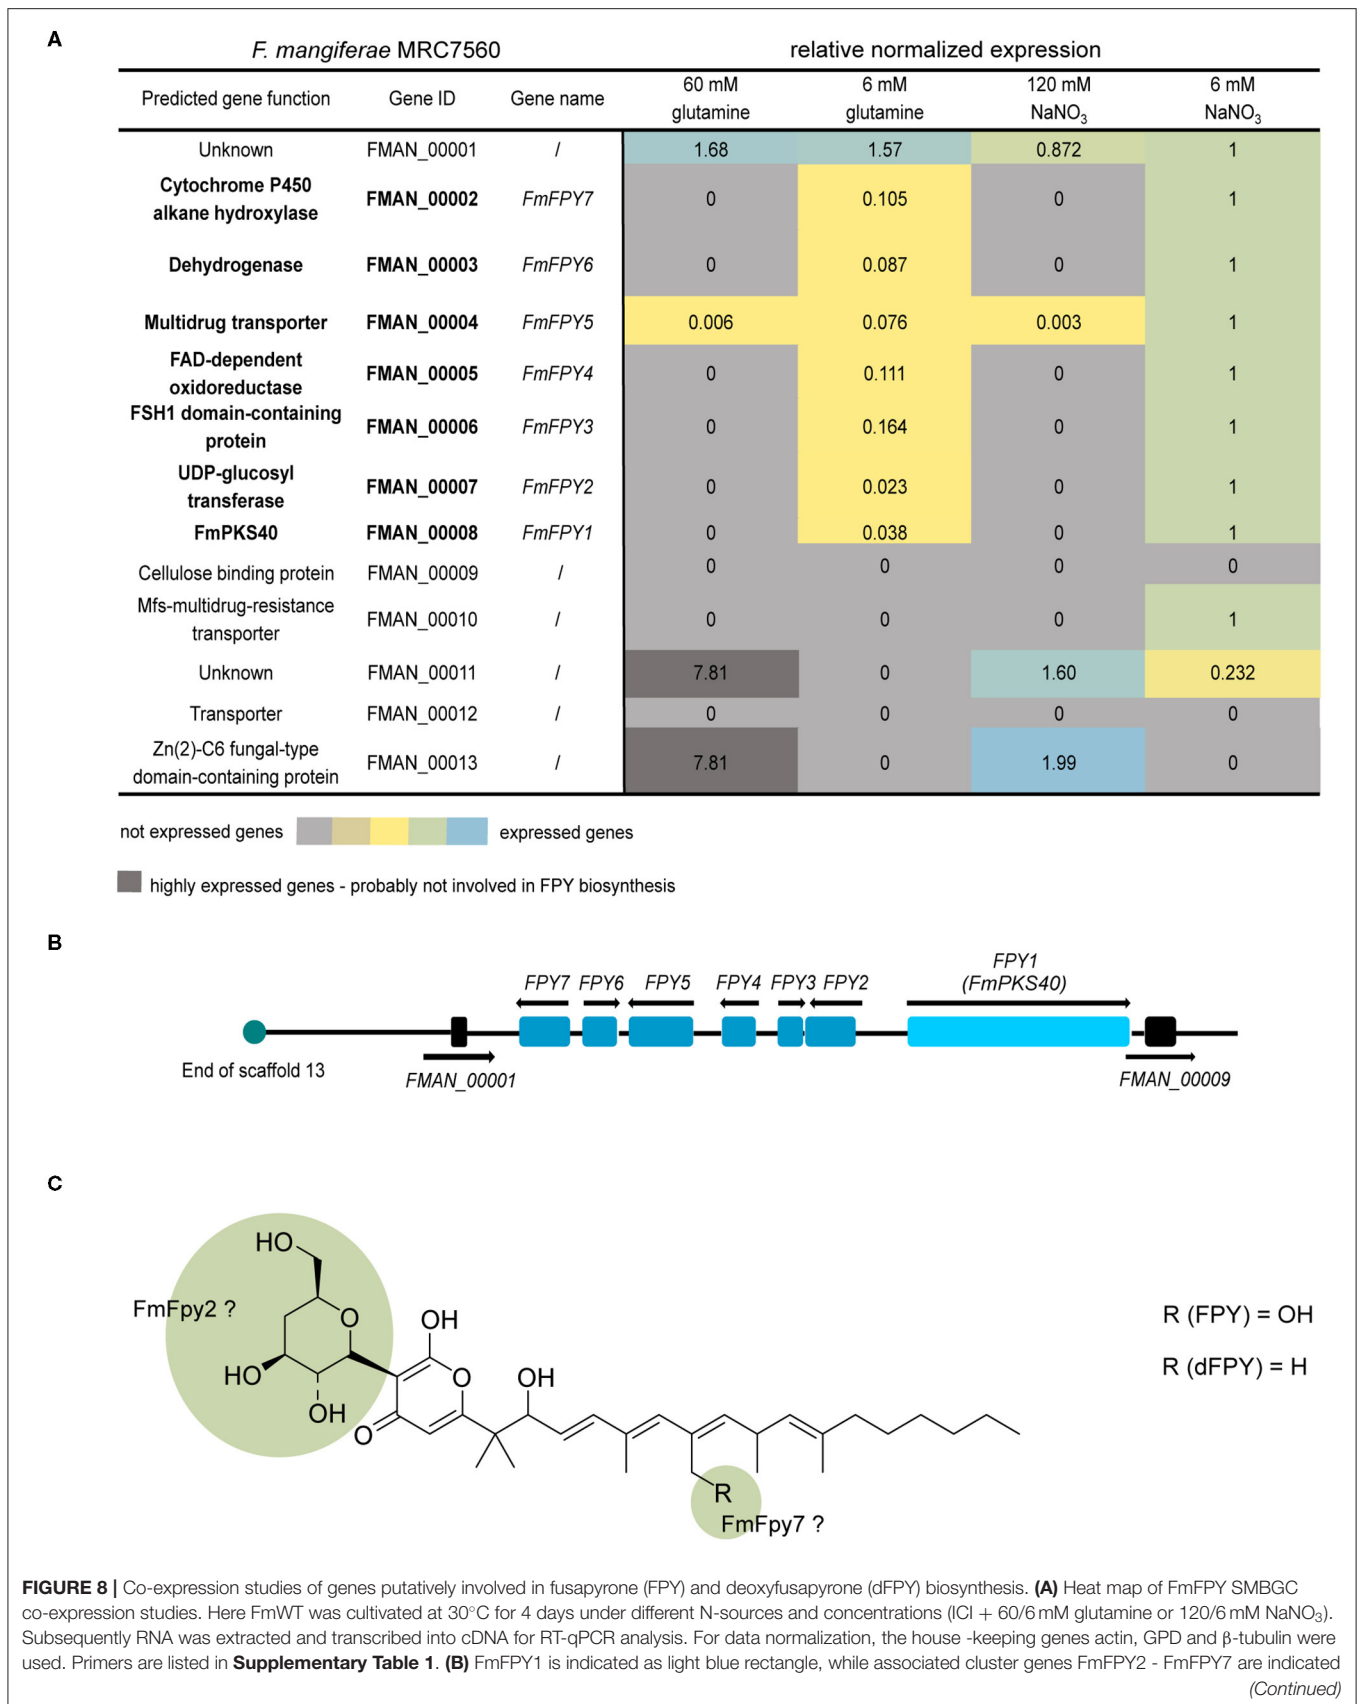 A
F. mangiferae MRC7560 relative normalized expression
Predicted gene function Gene ID Gene name 60 mM glutamine 6 mM glutamine 120 mM NaNO3 6 mM NaNO3
Unknown FMAN_00001 / 1.68 1.57 0.872 1
Cytochrome P450 alkane hydroxylase FMAN_00002 FmFPY7 0 0.105 0 1
Dehydrogenase FMAN_00003 FmFPY6 0 0.087 0 1
Multidrug transporter FMAN_00004 FmFPY5 0.006 0.076 0.003 1
FAD-dependent oxidoreductase FMAN_00005 FmFPY4 0 0.111 0 1
FSH1 domain-containing protein FMAN_00006 FmFPY3 0 0.164 0 1
UDP-glucosyl transferase FMAN_00007 FmFPY2 0 0.023 0 1
FmPKS40 FMAN_00008 FmFPY1 0 0.038 0 1
Cellulose binding protein FMAN_00009 / 0 0 0 0
Mfs-multidrug-resistance transporter FMAN_00010 / 0 0 0 1
Unknown FMAN_00011 / 7.81 0 1.60 0.232
Transporter FMAN_00012 / 0 0 0 0
Zn(2)-C6 fungal-type domain-containing protein FMAN_00013 / 7.81 0 1.99 0
not expressed genes expressed genes
highly expressed genes - probably not involved in FPY biosynthesis
B
FPY7 FPY6 FPY5 FPY4 FPY3 FPY2 FPY1 (FmPKS40)
End of scaffold 13
FMAN_00001
FMAN_00009
C
HO
FmFpy2 ?
O
OH
HO
OH
O
O
OH
R
FmFpy7 ?
R (FPY) = OH
R (dFPY) = H
FIGURE 8 | Co-expression studies of genes putatively involved in fusapyrone (FPY) and deoxyfusapyrone (dFPY) biosynthesis. (A) Heat map of FmFPY SMBGC
co-expression studies. Here FmWT was cultivated at 30°C for 4 days under different N-sources and concentrations (ICI + 60/6 mM glutamine or 120/6 mM NaNO3).
Subsequently RNA was extracted and transcribed into cDNA for RT-qPCR analysis. For data normalization, the house -keeping genes actin, GPD and β-tubulin were
used. Primers are listed in Supplementary Table 1. (B) FmFPY1 is indicated as light blue rectangle, while associated cluster genes FmFPY2 - FmFPY7 are indicated
(Continued)